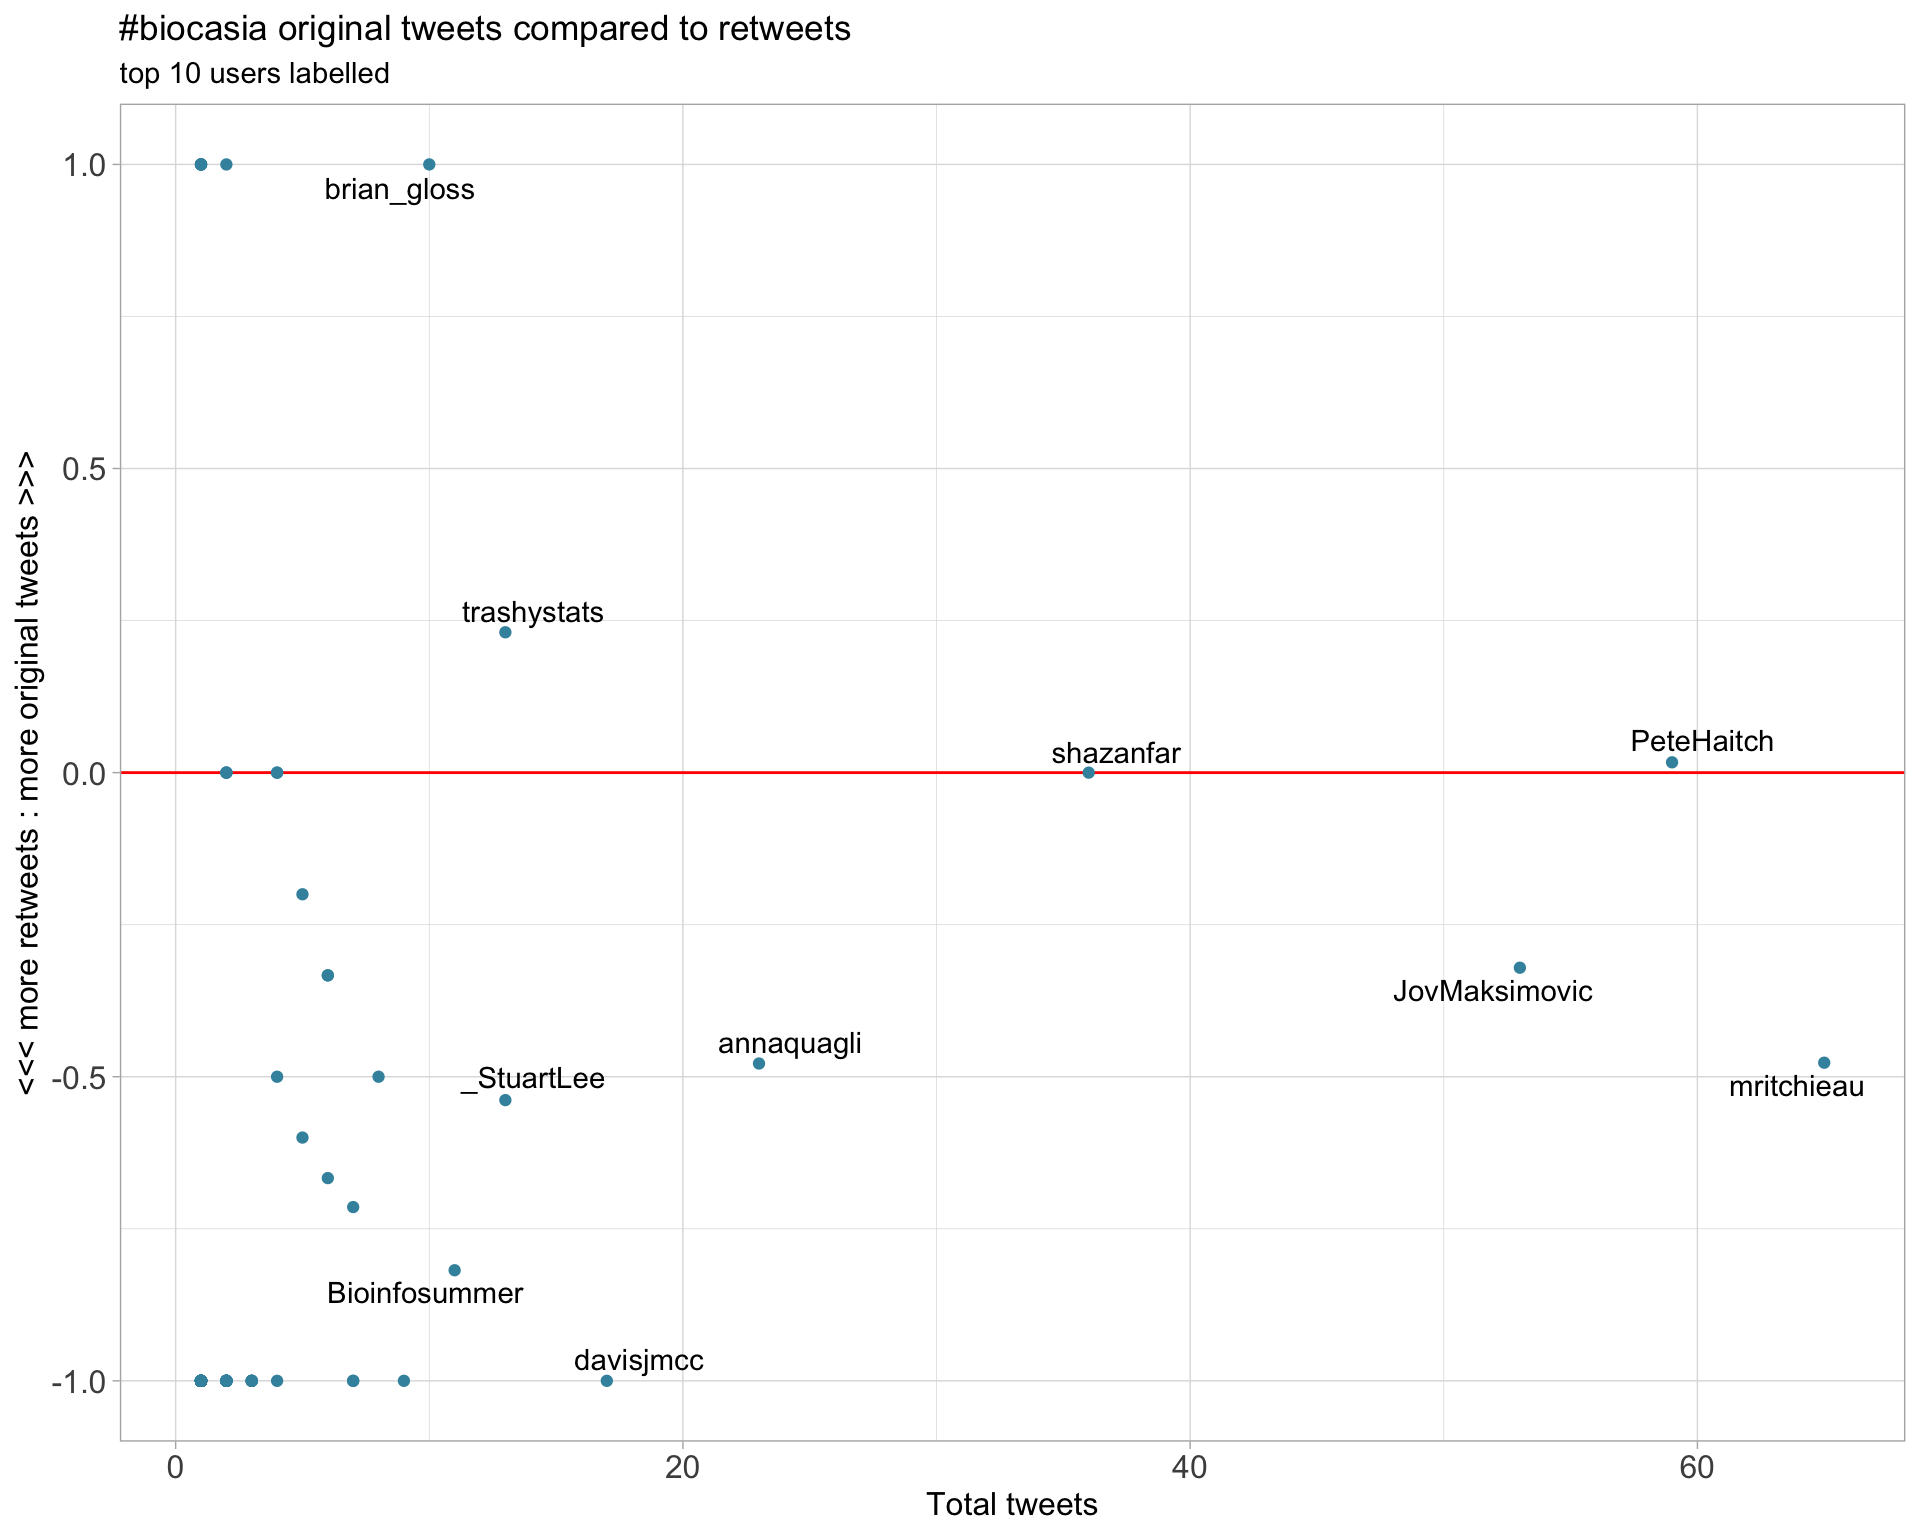 #biocasia original tweets compared to retweets
top 10 users labelled
<<< more retweets : more original tweets >>>
1.0
0.5
0.0
-0.5
-1.0
brian_gloss
trashystats
PeteHaitch
shazanfar
JovMaksimovic
annaquagli
_StuartLee
mritchieau
Bioinfosummer
davisjmcc
0
20
40
60
Total tweets